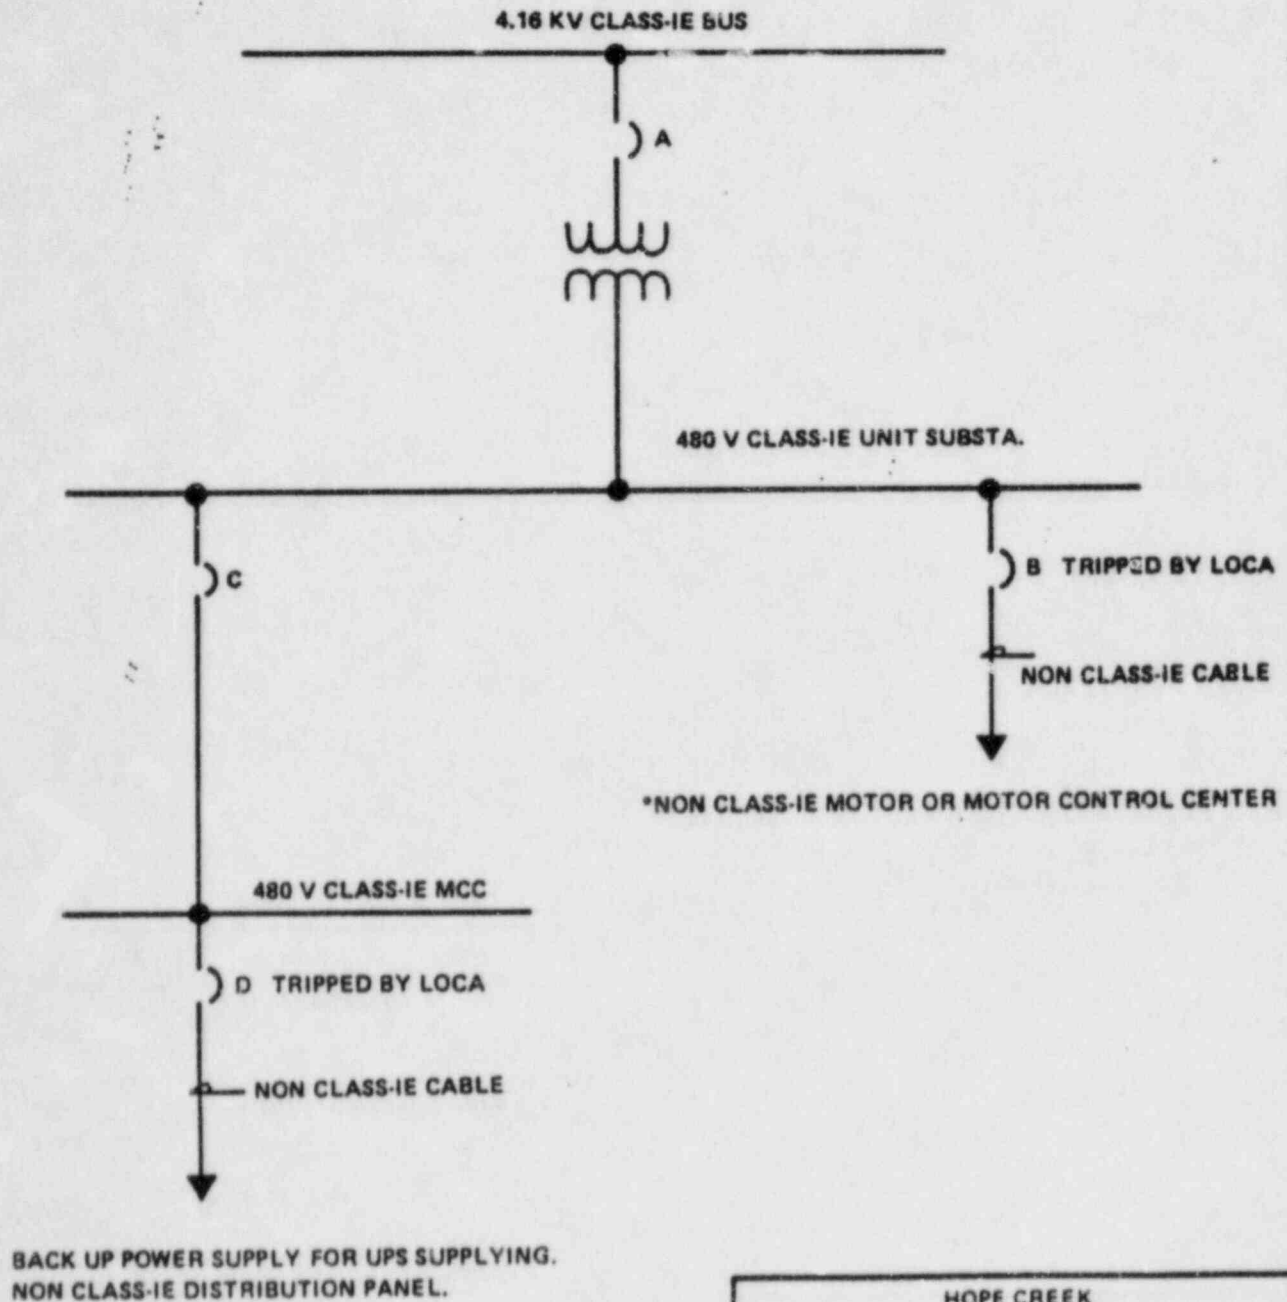 4.16 KV CLASS-IE BUS
A
480 V CLASS-IE UNIT SUBSTA.
C
B TRIPPED BY LOCA
NON CLASS-IE CABLE
*NON CLASS-IE MOTOR OR MOTOR CONTROL CENTER
480 V CLASS-IE MCC
D TRIPPED BY LOCA
NON CLASS-IE CABLE
BACK UP POWER SUPPLY FOR UPS SUPPLYING.
NON CLASS-IE DISTRIBUTION PANEL.
HOPE CREEK